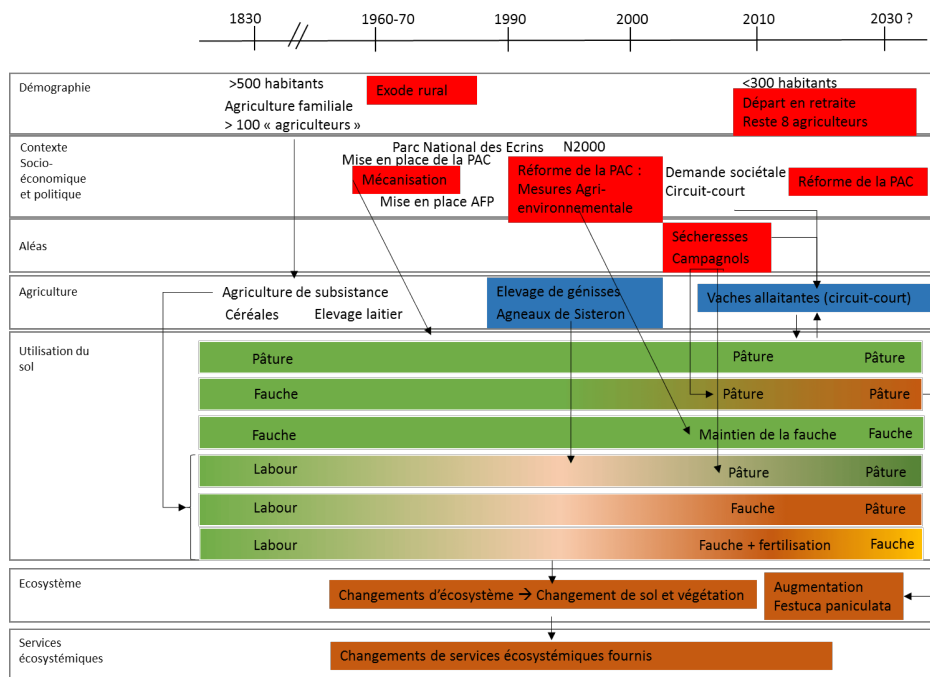 1830
1960-70
1990
2000
2010
2030 ?
Démographie
>500 habitants
Agriculture familiale
> 100 « agriculteurs »
Exode rural
<300 habitants
Départ en retraite
Reste 8 agriculteurs
Contexte
Socio-
économique
et politique
Parc National des Ecrins
N2000
Mise en place de la PAC
Mécanisation
Mise en place AFP
Réforme de la PAC :
Mesures Agri-
environnementale
Demande sociétale
Circuit-court
Réforme de la PAC
Aléas
Sécheresses
Campagnols
Agriculture
Agriculture de subsistance
Céréales
Elevage laitier
Elevage de génisses
Agneaux de Sisteron
Vaches allaitantes (circuit-court)
Utilisation du
sol
Pâture
Pâture
Pâture
Fauche
Pâture
Pâture
Fauche
Maintien de la fauche
Fauche
Labour
Pâture
Pâture
Labour
Fauche
Pâture
Labour
Fauche + fertilisation
Fauche
Ecosystème
Changements d'écosystème → Changement de sol et végétation
Augmentation
Festuca paniculata
Services
écosystémiques
Changements de services écosystémiques fournis